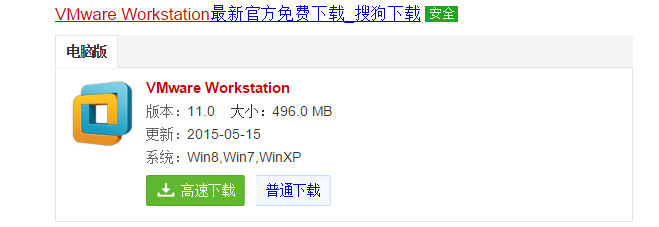 VMware Workstation最新官方免费下载_搜狗下载 安全
电脑版
VMware Workstation
版本：11.0 大小：496.0 MB
更新：2015-05-15
系统：Win8,Win7,WinXP
高速下载 普通下载